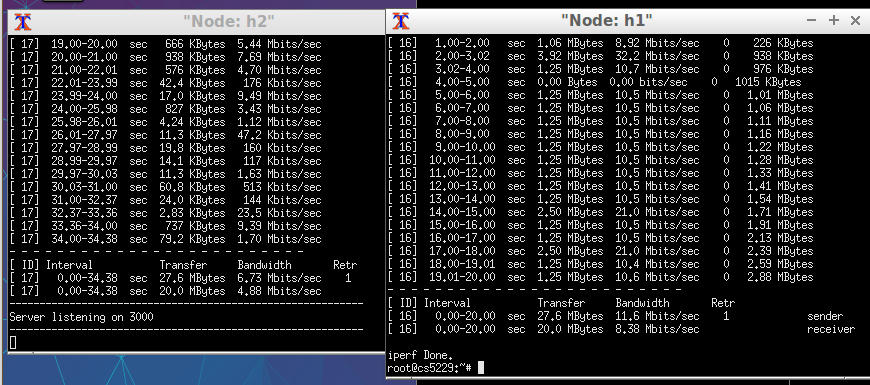 "Node: h2"
[ 17]  19.00-20.00  sec   666 KBytes  5.44 Mbits/sec
[ 17]  20.00-21.00  sec   938 KBytes  7.69 Mbits/sec
[ 17]  21.00-22.01  sec   576 KBytes  4.70 Mbits/sec
[ 17]  22.01-23.99  sec  42.4 KBytes   176 Kbits/sec
[ 17]  23.99-24.00  sec  17.0 KBytes  9.49 Mbits/sec
[ 17]  24.00-25.98  sec   827 KBytes  3.43 Mbits/sec
[ 17]  25.98-26.01  sec  4.24 KBytes  1.12 Mbits/sec
[ 17]  26.01-27.97  sec  11.3 KBytes  47.2 Kbits/sec
[ 17]  27.97-28.99  sec  19.8 KBytes   160 Kbits/sec
[ 17]  28.99-29.97  sec  14.1 KBytes   117 Kbits/sec
[ 17]  29.97-30.03  sec  11.3 KBytes  1.63 Mbits/sec
[ 17]  30.03-31.00  sec  60.8 KBytes   513 Kbits/sec
[ 17]  31.00-32.37  sec  24.0 KBytes   144 Kbits/sec
[ 17]  32.37-33.36  sec  2.83 KBytes  23.5 Kbits/sec
[ 17]  33.36-34.00  sec   737 KBytes  9.39 Mbits/sec
[ 17]  34.00-34.38  sec  79.2 KBytes  1.70 Mbits/sec
- - - - - - - - - - - - - - - - - - - - - - - - -
[ ID] Interval           Transfer     Bandwidth       Retr
[ 17]   0.00-34.38  sec  27.6 MBytes  6.73 Mbits/sec    1
[ 17]   0.00-34.38  sec  20.0 MBytes  4.88 Mbits/sec
-----------------------------------------------------------
Server listening on 3000
-----------------------------------------------------------
"Node: h1"
[ 16]   1.00-2.00   sec  1.06 MBytes  8.92 Mbits/sec    0    226 KBytes
[ 16]   2.00-3.02   sec  3.92 MBytes  32.2 Mbits/sec    0    938 KBytes
[ 16]   3.02-4.00   sec  1.25 MBytes  10.7 Mbits/sec    0    976 KBytes
[ 16]   4.00-5.00   sec  0.00 Bytes  0.00 bits/sec    0   1015 KBytes
[ 16]   5.00-6.00   sec  1.25 MBytes  10.5 Mbits/sec    0   1.01 MBytes
[ 16]   6.00-7.00   sec  1.25 MBytes  10.5 Mbits/sec    0   1.06 MBytes
[ 16]   7.00-8.00   sec  1.25 MBytes  10.5 Mbits/sec    0   1.11 MBytes
[ 16]   8.00-9.00   sec  1.25 MBytes  10.5 Mbits/sec    0   1.16 MBytes
[ 16]   9.00-10.00  sec  1.25 MBytes  10.5 Mbits/sec    0   1.22 MBytes
[ 16]  10.00-11.00  sec  1.25 MBytes  10.5 Mbits/sec    0   1.28 MBytes
[ 16]  11.00-12.00  sec  1.25 MBytes  10.5 Mbits/sec    0   1.33 MBytes
[ 16]  12.00-13.00  sec  1.25 MBytes  10.5 Mbits/sec    0   1.41 MBytes
[ 16]  13.00-14.00  sec  1.25 MBytes  10.5 Mbits/sec    0   1.54 MBytes
[ 16]  14.00-15.00  sec  2.50 MBytes  21.0 Mbits/sec    0   1.71 MBytes
[ 16]  15.00-16.00  sec  1.25 MBytes  10.5 Mbits/sec    0   1.91 MBytes
[ 16]  16.00-17.00  sec  1.25 MBytes  10.5 Mbits/sec    0   2.13 MBytes
[ 16]  17.00-18.00  sec  2.50 MBytes  21.0 Mbits/sec    0   2.39 MBytes
[ 16]  18.00-19.01  sec  1.25 MBytes  10.4 Mbits/sec    0   2.59 MBytes
[ 16]  19.01-20.00  sec  1.25 MBytes  10.6 Mbits/sec    0   2.88 MBytes
- - - - - - - - - - - - - - - - - - - - - - - - -
[ ID] Interval           Transfer     Bandwidth       Retr
[ 16]   0.00-20.00  sec  27.6 MBytes  11.6 Mbits/sec    1             sender
[ 16]   0.00-20.00  sec  20.0 MBytes  8.38 Mbits/sec                  receiver
iperf Done.
root@cs5229:~#